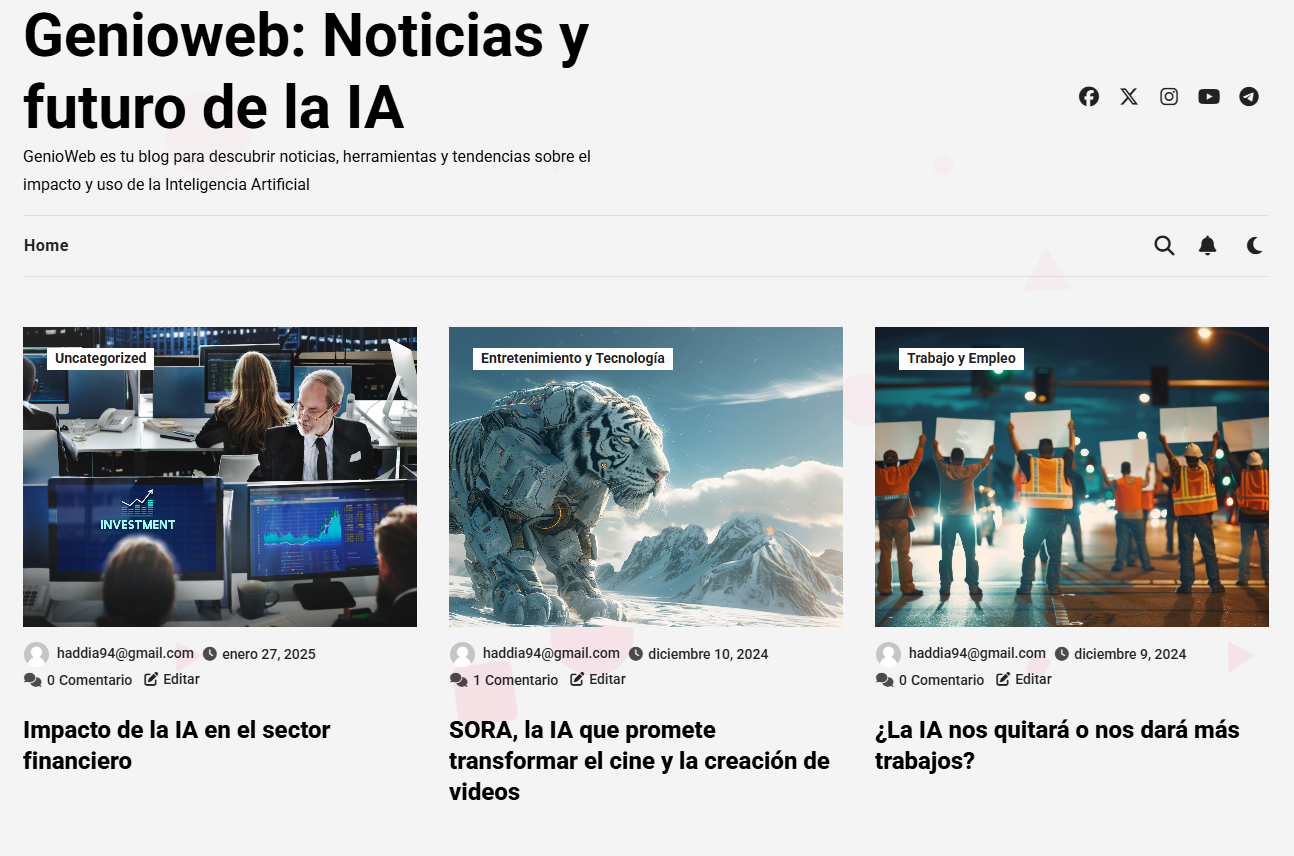 Genioweb: Noticias y
futuro de la IA
GenioWeb es tu blog para descubrir noticias, herramientas y tendencias sobre el
impacto y uso de la Inteligencia Artificial
Home
Uncategorized
INVESTMENT
haddia94@gmail.com enero 27, 2025
0 Comentario Editar
Impacto de la IA en el sector
financiero
Entretenimiento y Tecnología
haddia94@gmail.com diciembre 10, 2024
1 Comentario Editar
SORA, la IA que promete
transformar el cine y la creación de
videos
Trabajo y Empleo
haddia94@gmail.com diciembre 9, 2024
0 Comentario Editar
¿La IA nos quitará o nos dará más
trabajos?